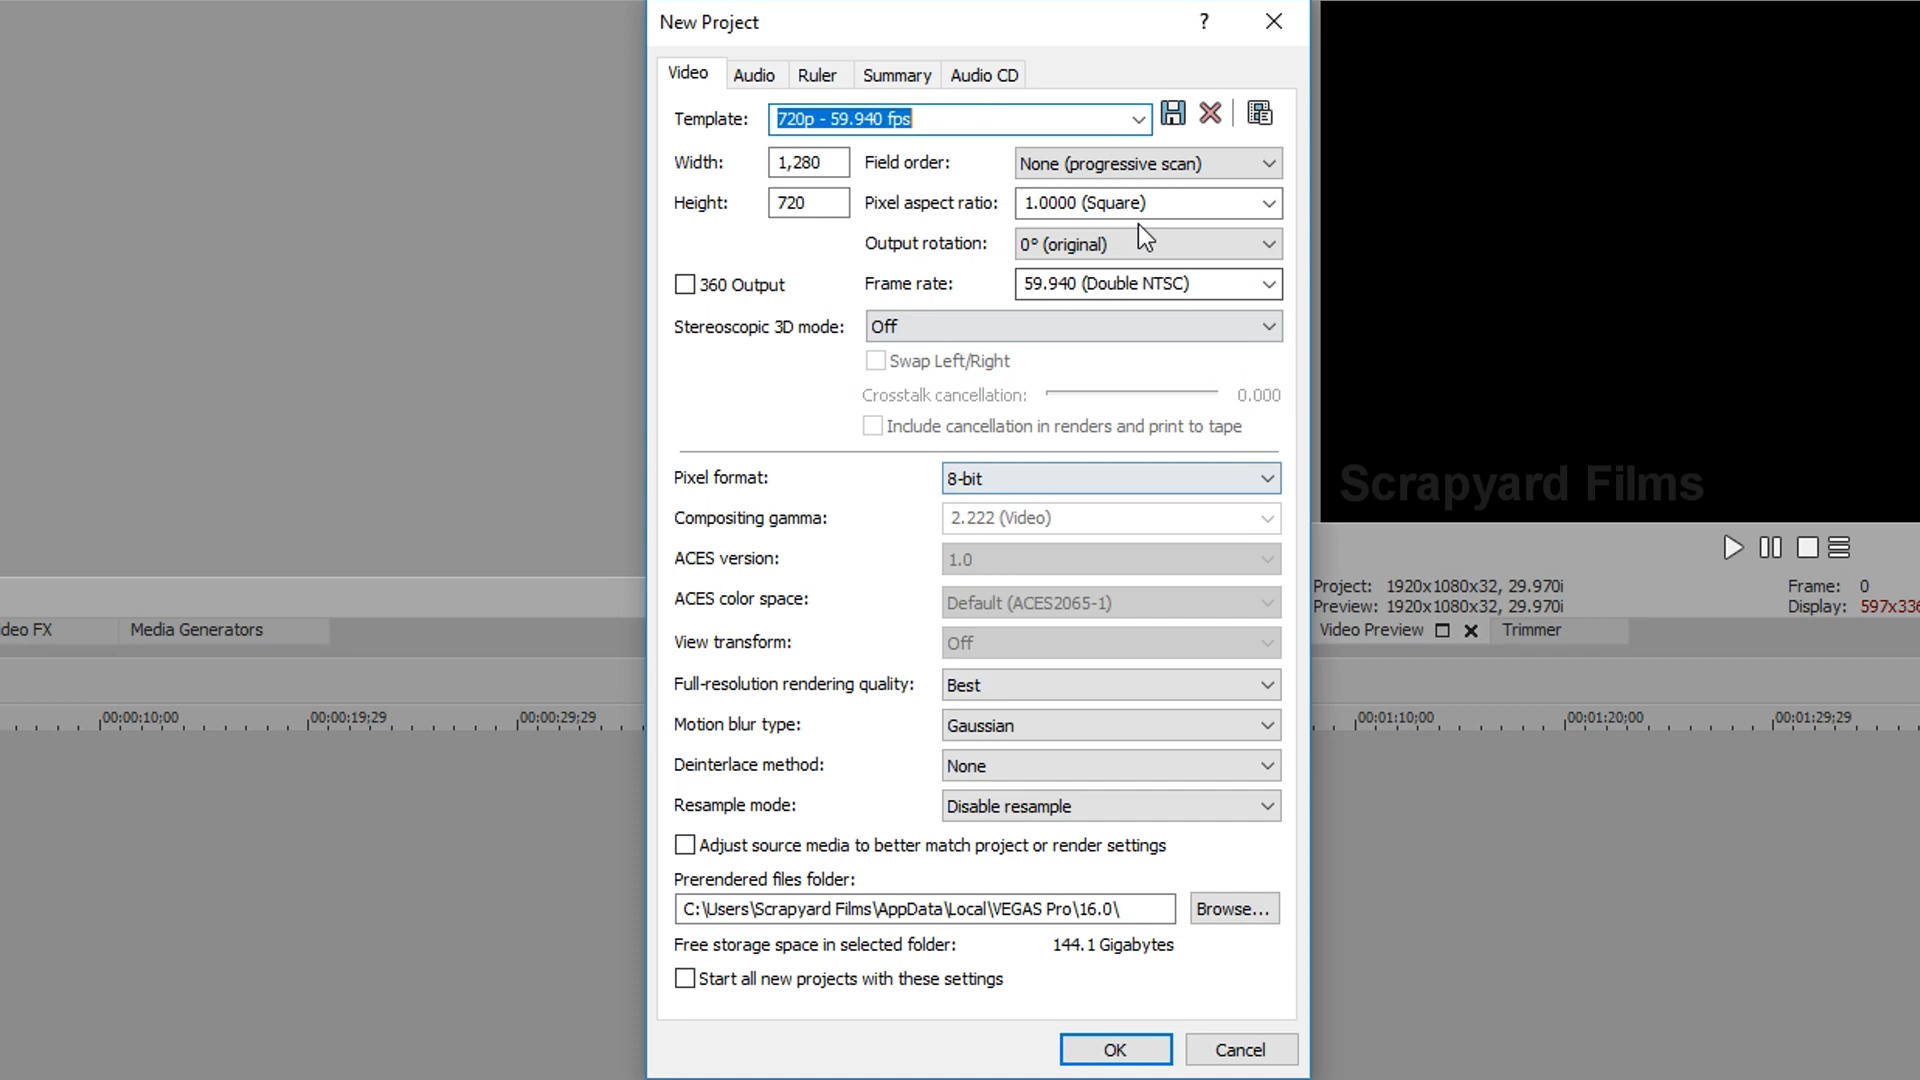 New Project ?
Video Audio Ruler Summary Audio CD
Template: 720p - 59.940 fps
Width: 1,280 Field order: None (progressive scan)
Height: 720 Pixel aspect ratio: 1.0000 (Square)
Output rotation: 0° (original)
360 Output Frame rate: 59.940 (Double NTSC)
Stereoscopic 3D mode: Off
Swap Left/Right
Crosstalk cancellation: 0.000
Include cancellation in renders and print to tape
Pixel format: 8-bit
Compositing gamma: 2.222 (Video)
ACES version: 1.0
ACES color space: Default (ACES2065-1)
View transform: Off
Full-resolution rendering quality: Best
Motion blur type: Gaussian
Deinterlace method: None
Resample mode: Disable resample
Adjust source media to better match project or render settings
Prerendered files folder:
C:\Users\Scrapyard Films\AppData\Local\VEGAS Pro\16.0\ Browse...
Free storage space in selected folder: 144.1 Gigabytes
Start all new projects with these settings
OK Cancel
Scrapyard Films
Project: 1920x1080x32, 29.970i Frame: 0
Preview: 1920x1080x32, 29.970i Display: 597x336
Video Preview Trimmer
deo FX Media Generators
00:00:10;00 00:00:19;29 00:00:29;29 00:01:10;00 00:01:20;00 00:01:29;29